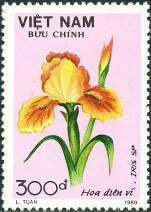 VIỆT NAM
BƯU CHÍNH
IRIS SP.
Hoa diên vĩ
300đ
L. TUAN
1989